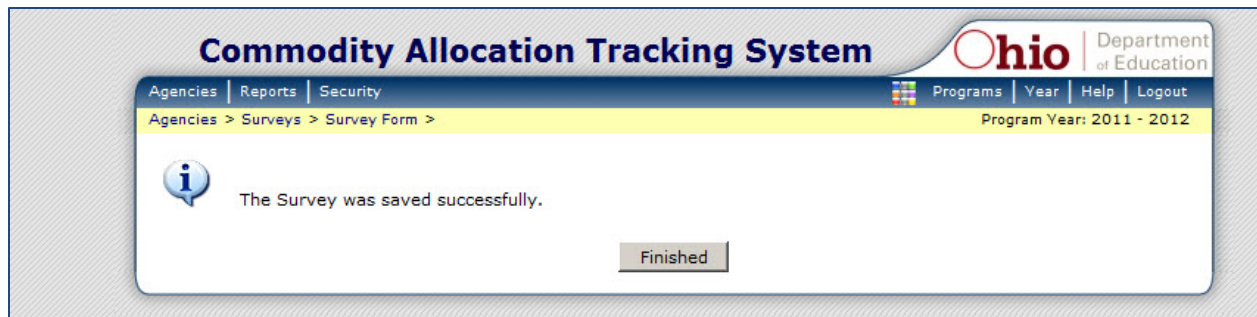 Commodity Allocation Tracking System
Ohio Department of Education
Agencies | Reports | Security Programs | Year | Help | Logout
Agencies > Surveys > Survey Form > Program Year: 2011 - 2012
The Survey was saved successfully.
Finished